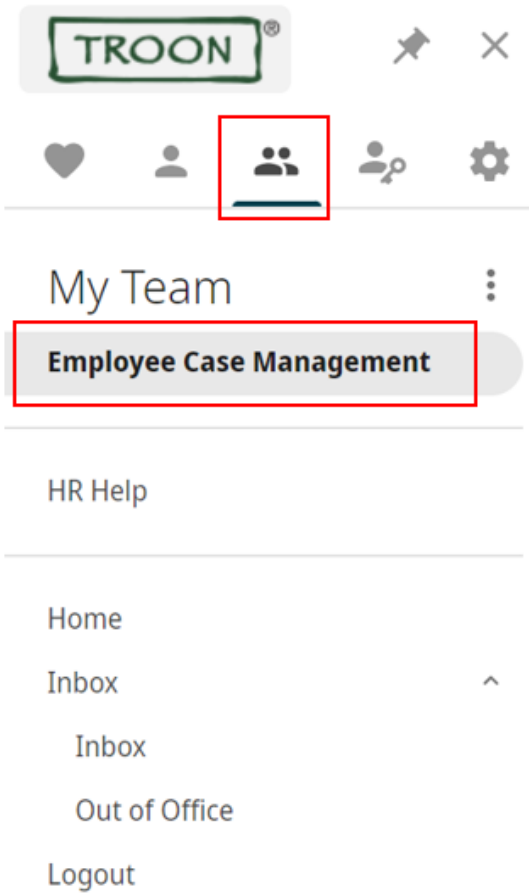 TROON®
My Team
Employee Case Management
HR Help
Home
Inbox
Inbox
Out of Office
Logout